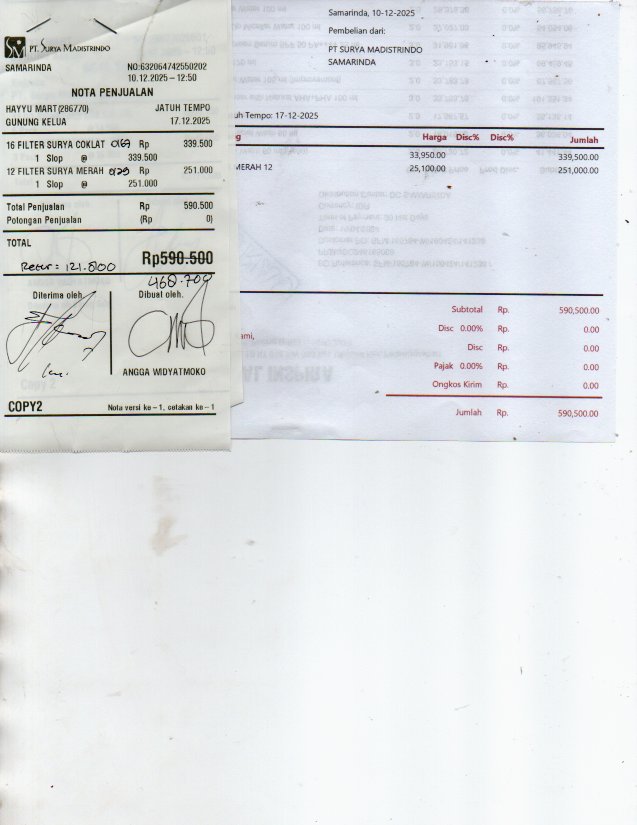 PT. SURYA MADISTRINDO
SAMARINDA NO:632064742550202
10.12.2025 – 12:50
NOTA PENJUALAN
HAYYU MART(286770) JATUH TEMPO
GUNUNG KELUA 17.12.2025
16 FILTER SURYA COKLAT Rp 339.500
1 Slop @ 339.500
12 FILTER SURYA MERAH Rp 251.000
1 Slop @ 251.000
Total Penjualan Rp 590.500
Potongan Penjualan (Rp 0)
TOTAL Rp590.500
Retur : 121.800
468.700
Diterima oleh Dibuat oleh.
ANGGA WIDYATMOKO
COPY2 Nota versi ke – 1, cetakan ke – 1
Samarinda, 10-12-2025
Pembelian dari:
PT SURYA MADISTRINDO
SAMARINDA
uh Tempo: 17-12-2025
g Harga Disc% Disc% Jumlah
33,950.00 339,500.00
MERAH 12 25,100.00 251,000.00
Subtotal Rp. 590,500.00
ami, Disc 0.00% Rp. 0.00
Disc Rp. 0.00
Pajak 0.00% Rp. 0.00
Ongkos Kirim Rp. 0.00
Jumlah Rp. 590,500.00